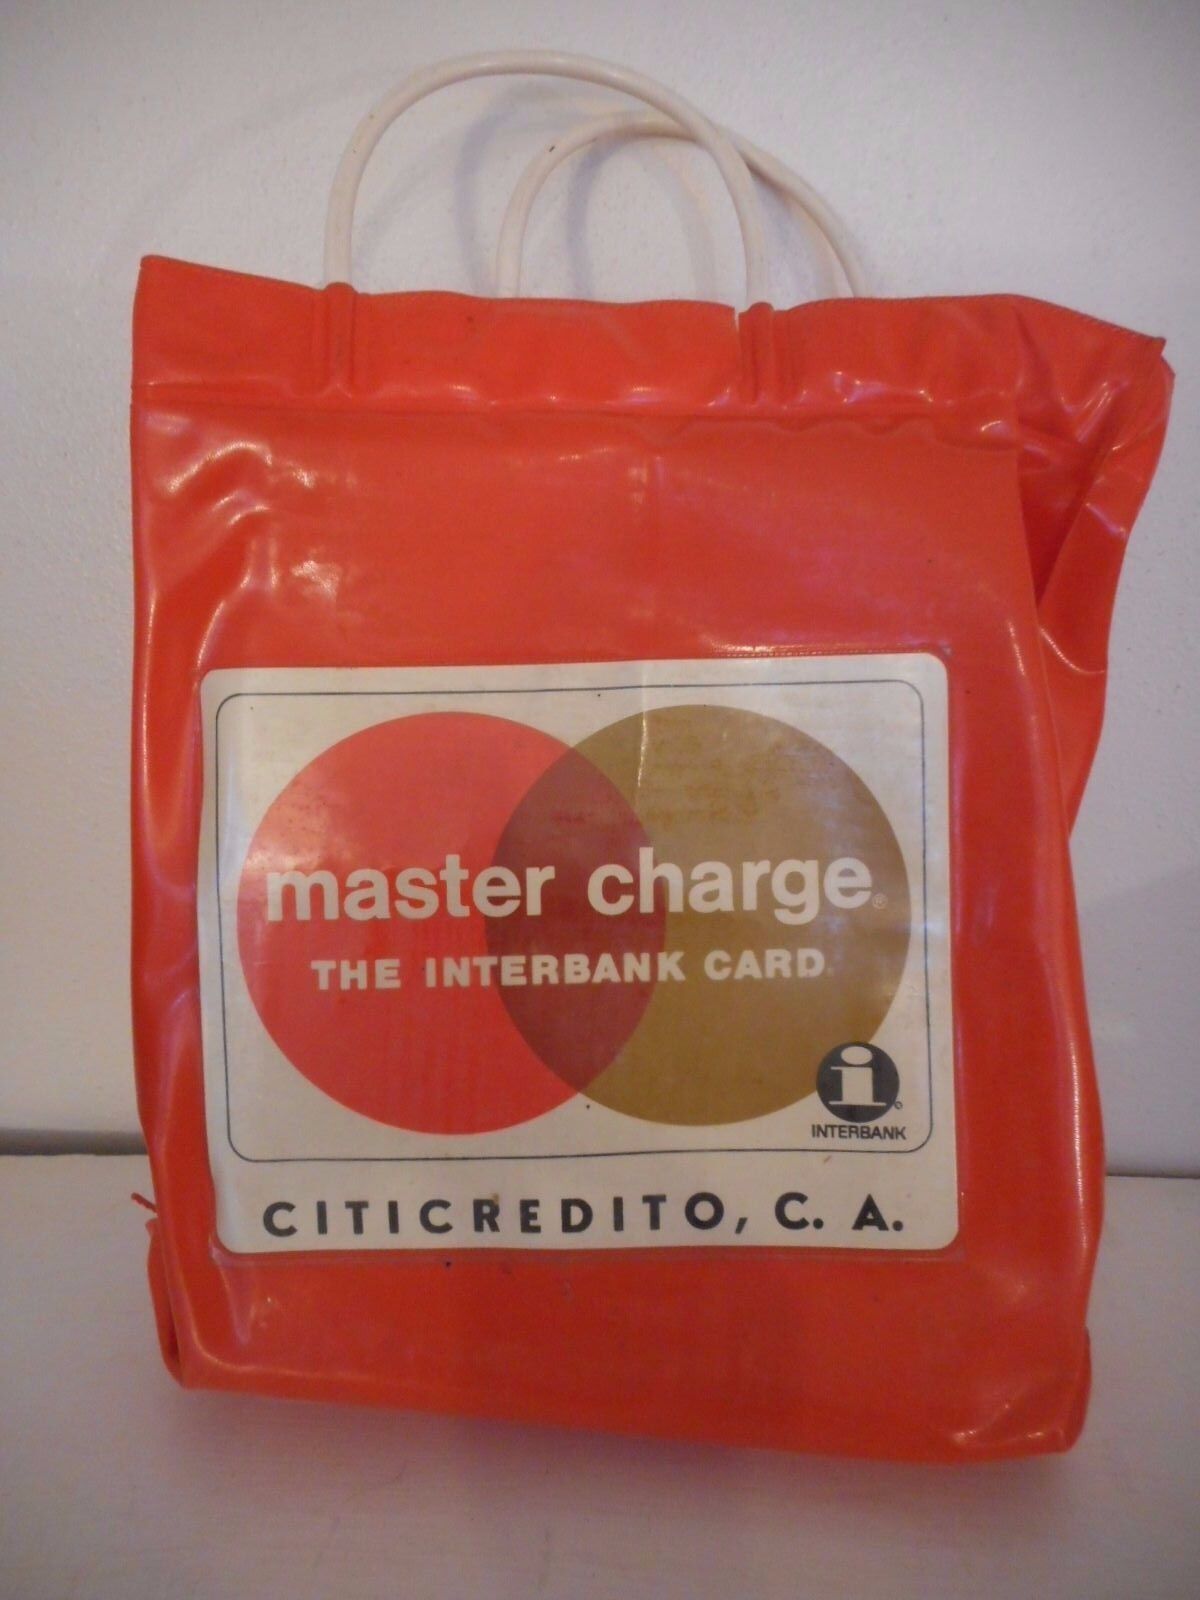 master charge®
THE INTERBANK CARD
i
INTERBANK
CITICREDITO, C. A.